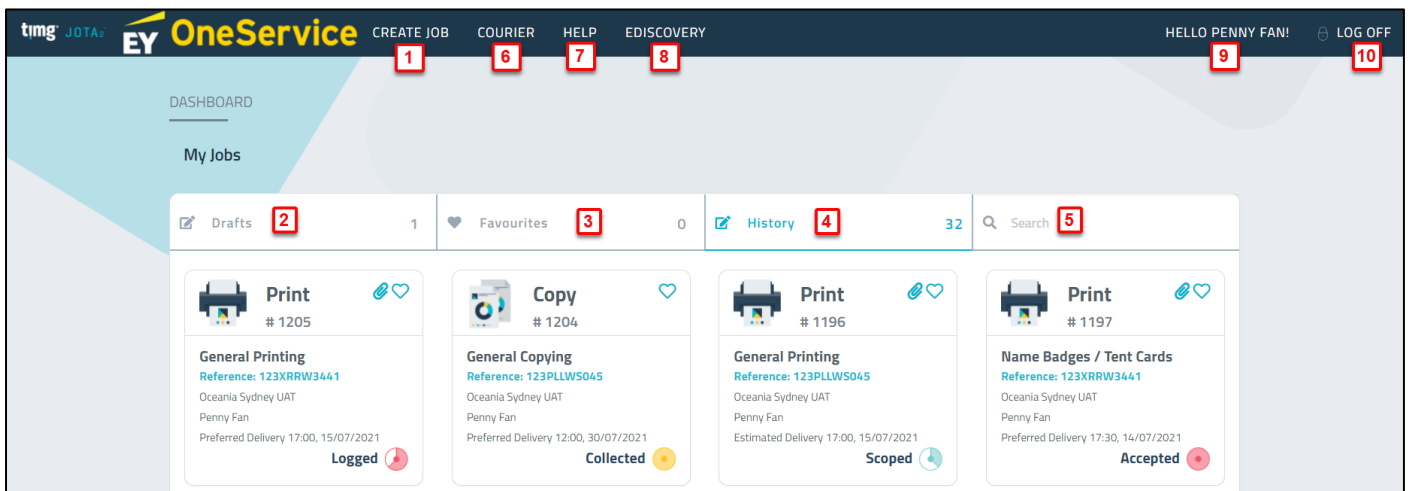 timg JOTA2 EY OneService CREATE JOB COURIER HELP EDISCOVERY HELLO PENNY FAN! LOG OFF
1 6 7 8 9 10
DASHBOARD
My Jobs
Drafts 2 1 Favourites 3 0 History 4 32 Search 5
Print Copy Print Print
# 1205 # 1204 # 1196 # 1197
General Printing General Copying General Printing Name Badges / Tent Cards
Reference: 123XRRW3441 Reference: 123PLLWS045 Reference: 123PLLWS045 Reference: 123XRRW3441
Oceania Sydney UAT Oceania Sydney UAT Oceania Sydney UAT Oceania Sydney UAT
Penny Fan Penny Fan Penny Fan Penny Fan
Preferred Delivery 17:00, 15/07/2021 Preferred Delivery 12:00, 30/07/2021 Estimated Delivery 17:00, 15/07/2021 Preferred Delivery 17:30, 14/07/2021
Logged Collected Scoped Accepted